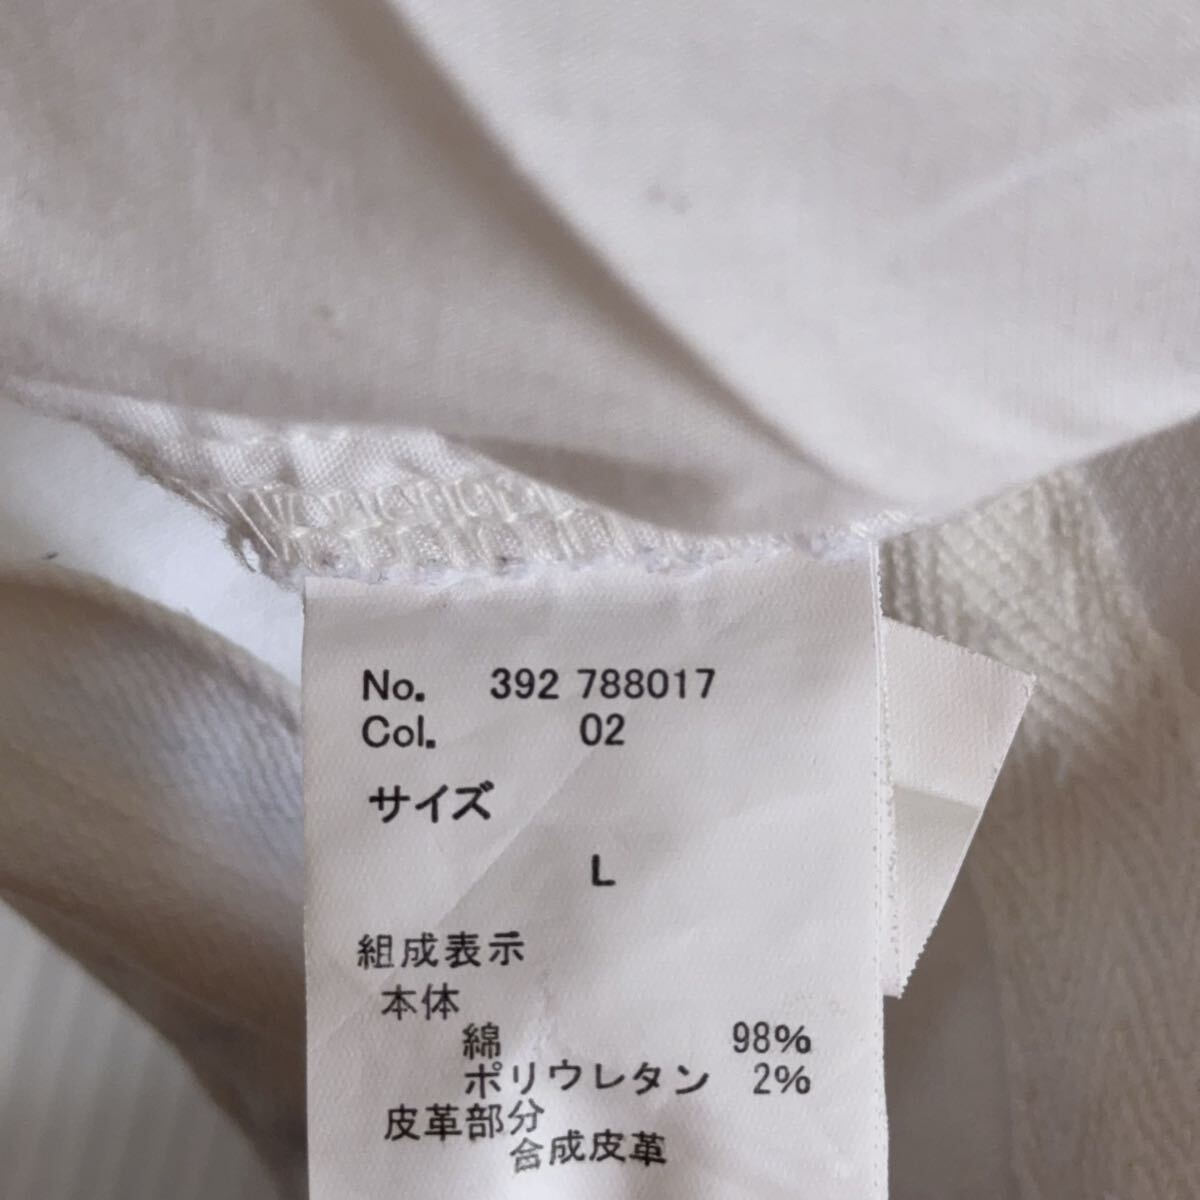 No. 392 788017
Col. 02
サイズ
L
組成表示
本体
綿 98%
ポリウレタン 2%
皮革部分
合成皮革